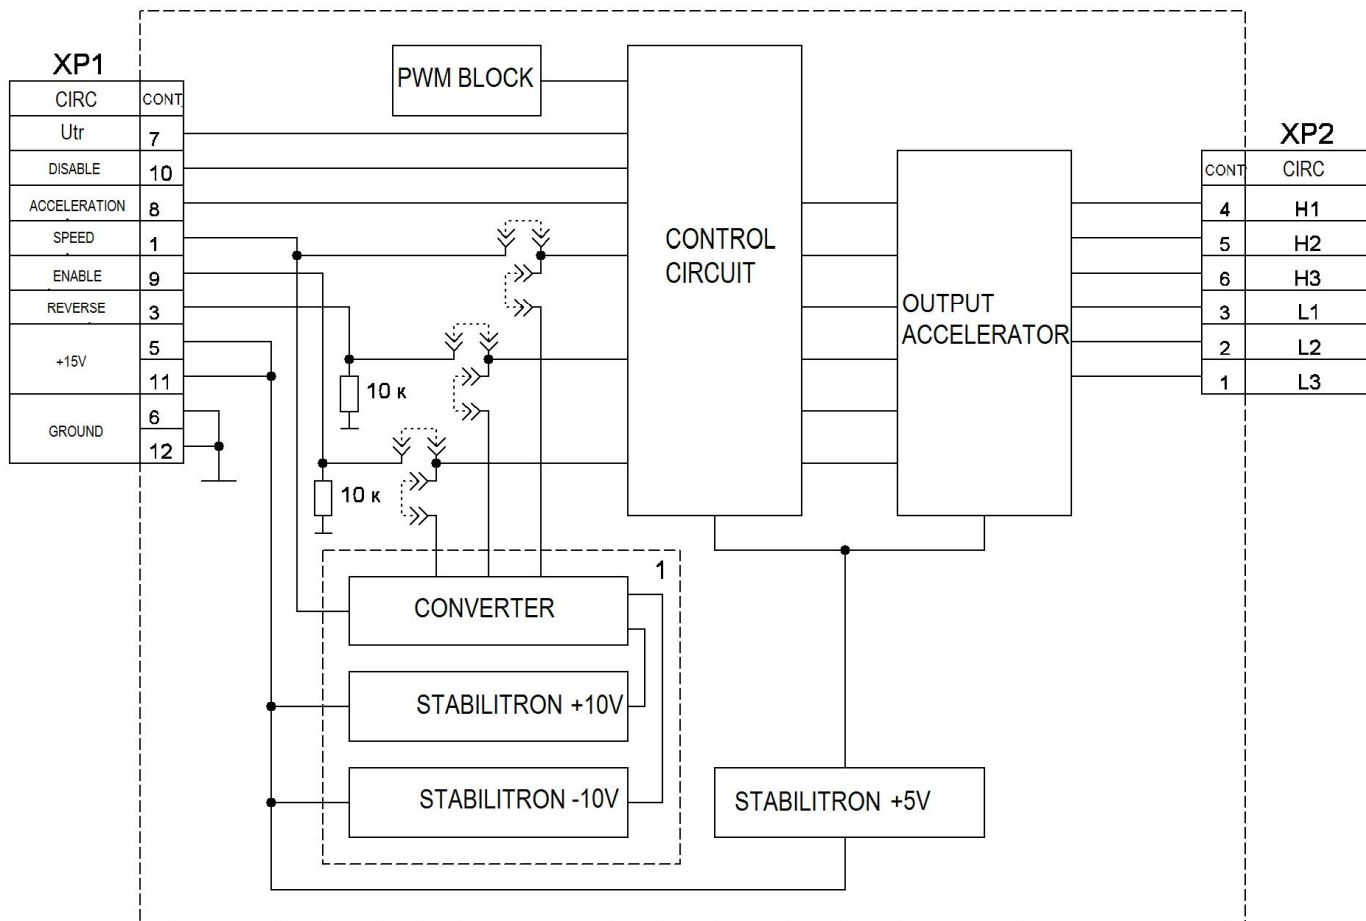 XP1
CIRC CONT
Utr 7
DISABLE 10
ACCELERATION 8
SPEED 1
ENABLE 9
REVERSE 3
+15V 5
11
GROUND 6
12
PWM BLOCK
CONTROL
CIRCUIT
OUTPUT
ACCELERATOR
XP2
CONT CIRC
4 H1
5 H2
6 H3
3 L1
2 L2
1 L3
10 к
10 к
1
CONVERTER
STABILITRON +10V
STABILITRON -10V
STABILITRON +5V